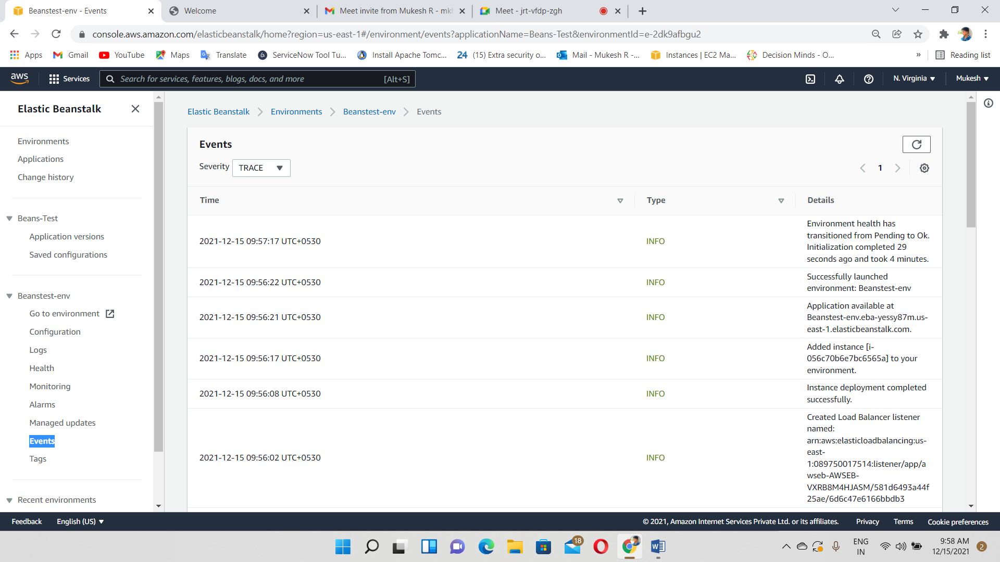 Beanstest-env - Events
Welcome
Meet invite from Mukesh R - mkl
Meet - jrt-vfdp-zgh
console.aws.amazon.com/elasticbeanstalk/home?region=us-east-1#/environment/events?applicationName=Beans-Test&environmentId=e-2dk9afbgu2
Apps
Gmail
YouTube
Maps
Translate
ServiceNow Tool Tu...
Install Apache Tomc...
24 (15) Extra security o...
Mail - Mukesh R -...
Instances | EC2 Ma...
Decision Minds - O...
»
Reading list
aws
Services
Search for services, features, blogs, docs, and more
[Alt+S]
N. Virginia
Mukesh
Elastic Beanstalk
Environments
Applications
Change history
Beans-Test
Application versions
Saved configurations
Beanstest-env
Go to environment
Configuration
Logs
Health
Monitoring
Alarms
Managed updates
Events
Tags
Recent environments
Elastic Beanstalk
Environments
Beanstest-env
Events
Events
Severity
TRACE
1
Time
Type
Details
2021-12-15 09:57:17 UTC+0530
INFO
Environment health has
transitioned from Pending to Ok.
Initialization completed 29
seconds ago and took 4 minutes.
2021-12-15 09:56:22 UTC+0530
INFO
Successfully launched
environment: Beanstest-env
2021-12-15 09:56:21 UTC+0530
INFO
Application available at
Beanstest-env.eba-yessy87m.us-
east-1.elasticbeanstalk.com.
2021-12-15 09:56:17 UTC+0530
INFO
Added instance [i-
056c70b6e7bc6565a] to your
environment.
2021-12-15 09:56:08 UTC+0530
INFO
Instance deployment completed
successfully.
2021-12-15 09:56:02 UTC+0530
INFO
Created Load Balancer listener
named:
arn:aws:elasticloadbalancing:us-
east-
1:089750017514:listener/app/a
wseb-AWSEB-
VXRB8M4HJASM/581d6493a44f
25ae/6d6c47e6166bbdb3
Feedback
English (US)
© 2021, Amazon Internet Services Private Ltd. or its affiliates.
Privacy
Terms
Cookie preferences
18
ENG
IN
9:58 AM
12/15/2021
2